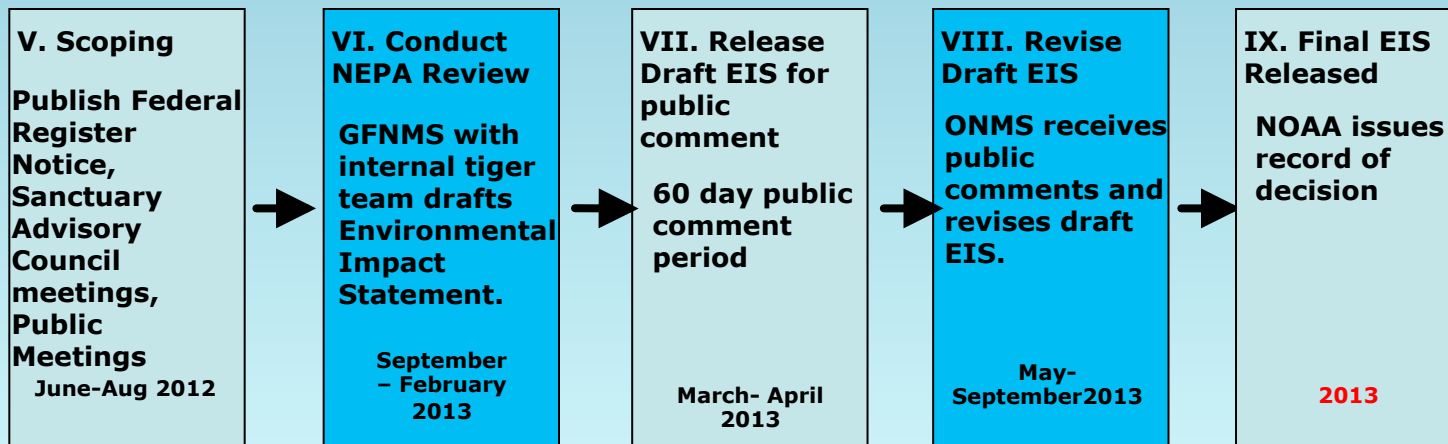 V. Scoping
Publish Federal
Register
Notice,
Sanctuary
Advisory
Council
meetings,
Public
Meetings
June-Aug 2012
VI. Conduct
NEPA Review
GFNMS with
internal tiger
team drafts
Environmental
Impact
Statement.
September
– February
2013
VII. Release
Draft EIS for
public
comment
60 day public
comment
period
March- April
2013
VIII. Revise
Draft EIS
ONMS receives
public
comments and
revises draft
EIS.
May-
September2013
IX. Final EIS
Released
NOAA issues
record of
decision
2013